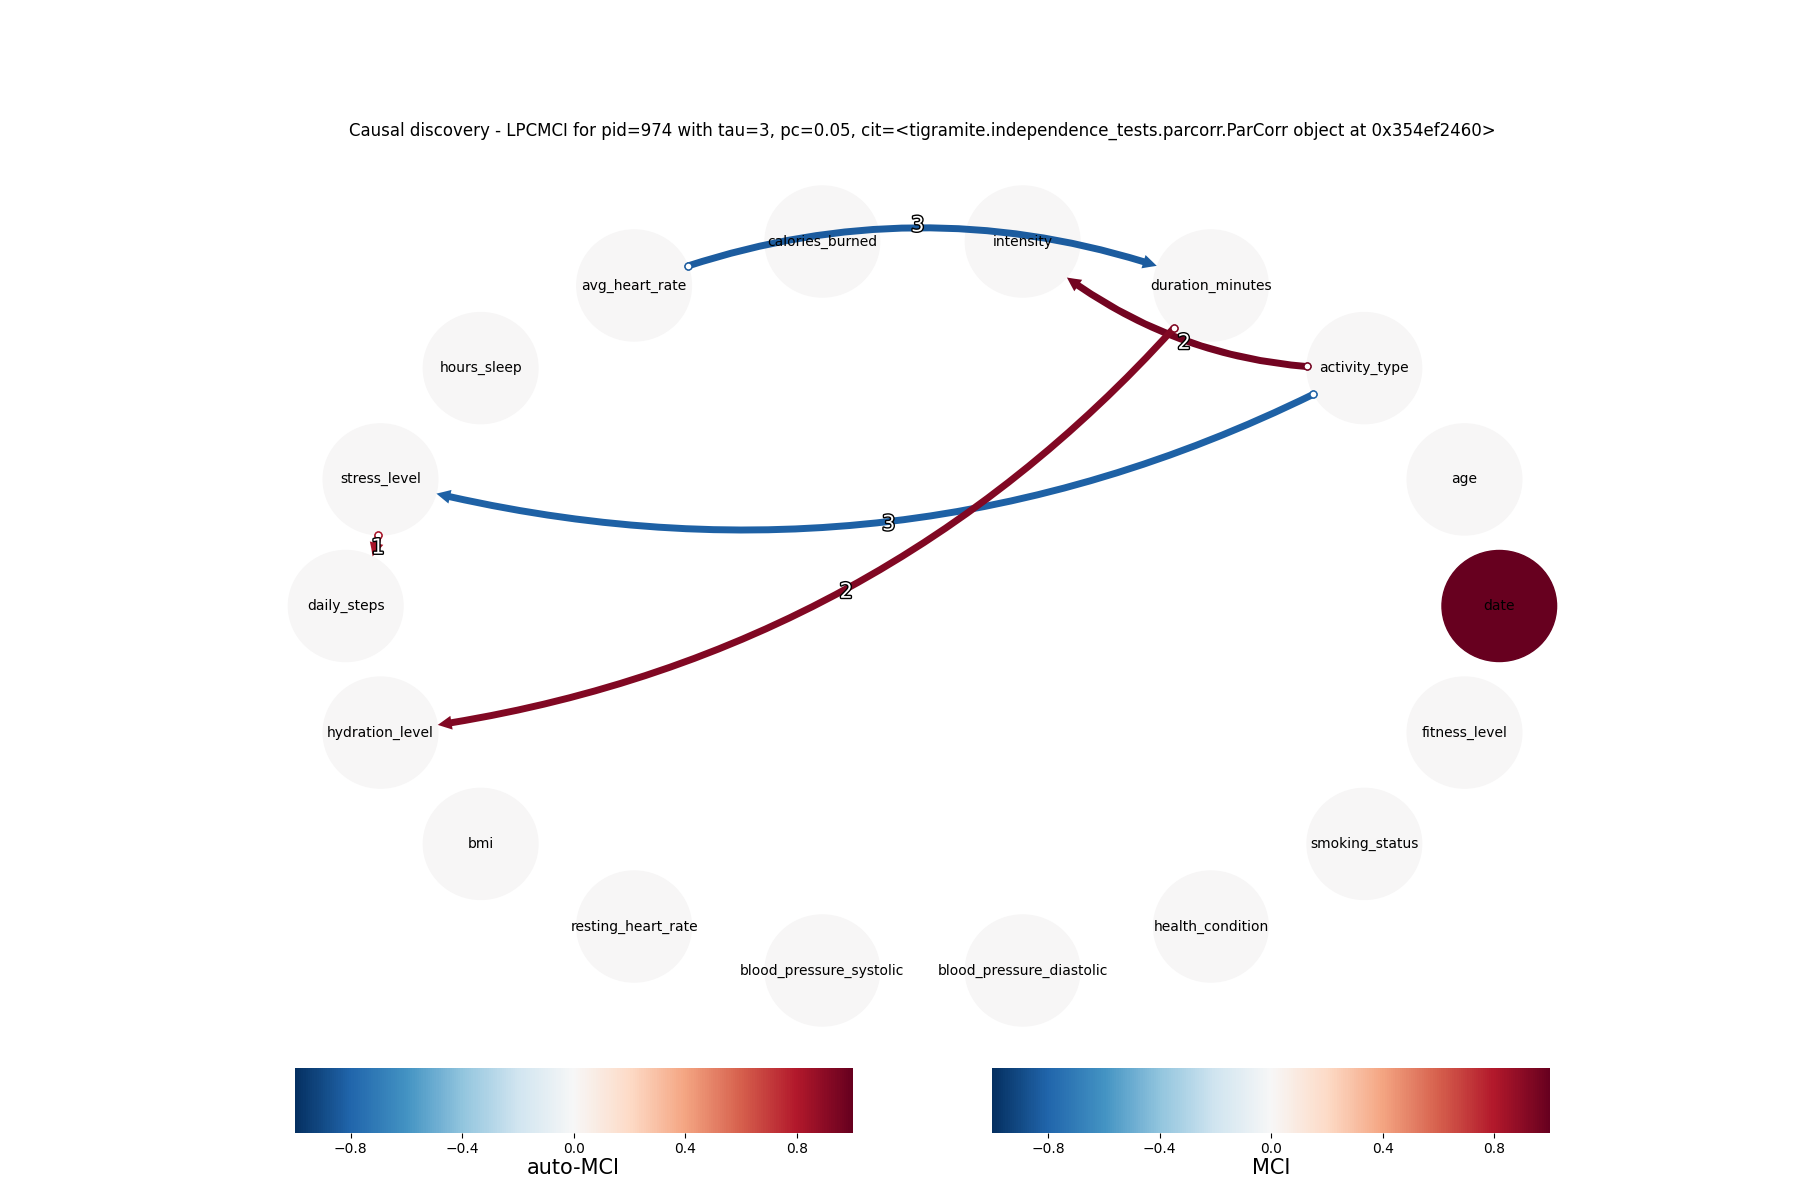 Causal discovery - LPCMCI for pid=974 with tau=3, pc=0.05, cit=<tigramite.independence_tests.parcorr.ParCorr object at 0x354ef2460>
3
calories_burned
intensity
avg_heart_rate
duration_minutes
2
hours_sleep
activity_type
stress_level
age
3
1
2
daily_steps
date
hydration_level
fitness_level
bmi
smoking_status
resting_heart_rate
health_condition
blood_pressure_systolic
blood_pressure_diastolic
−0.8 −0.4 0.0 0.4 0.8
auto-MCI
−0.8 −0.4 0.0 0.4 0.8
MCI